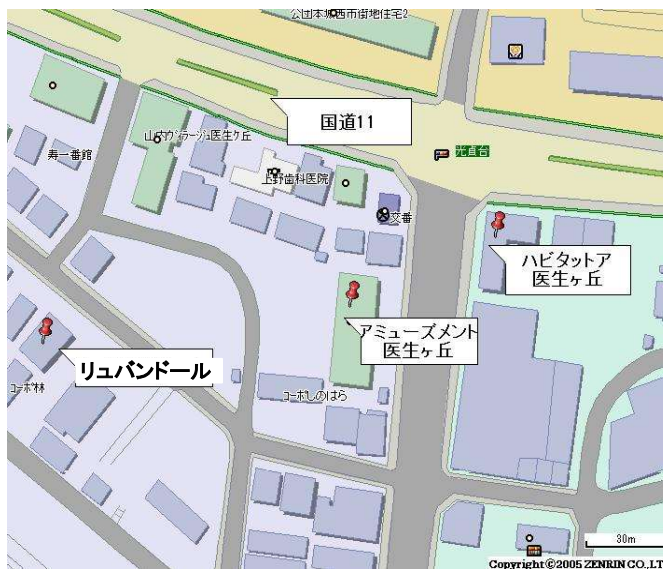 公団本城西市街地住宅2
国道11
光貞台
山内ヴィラージュ医生ケ丘
寿一番館
上野歯科医院
交番
ハビタットア
医生ヶ丘
アミューズメント
医生ヶ丘
リュバンドール
コーポ林
コーポしのはら
30m
Copyright©2005 ZENRIN CO.,LT